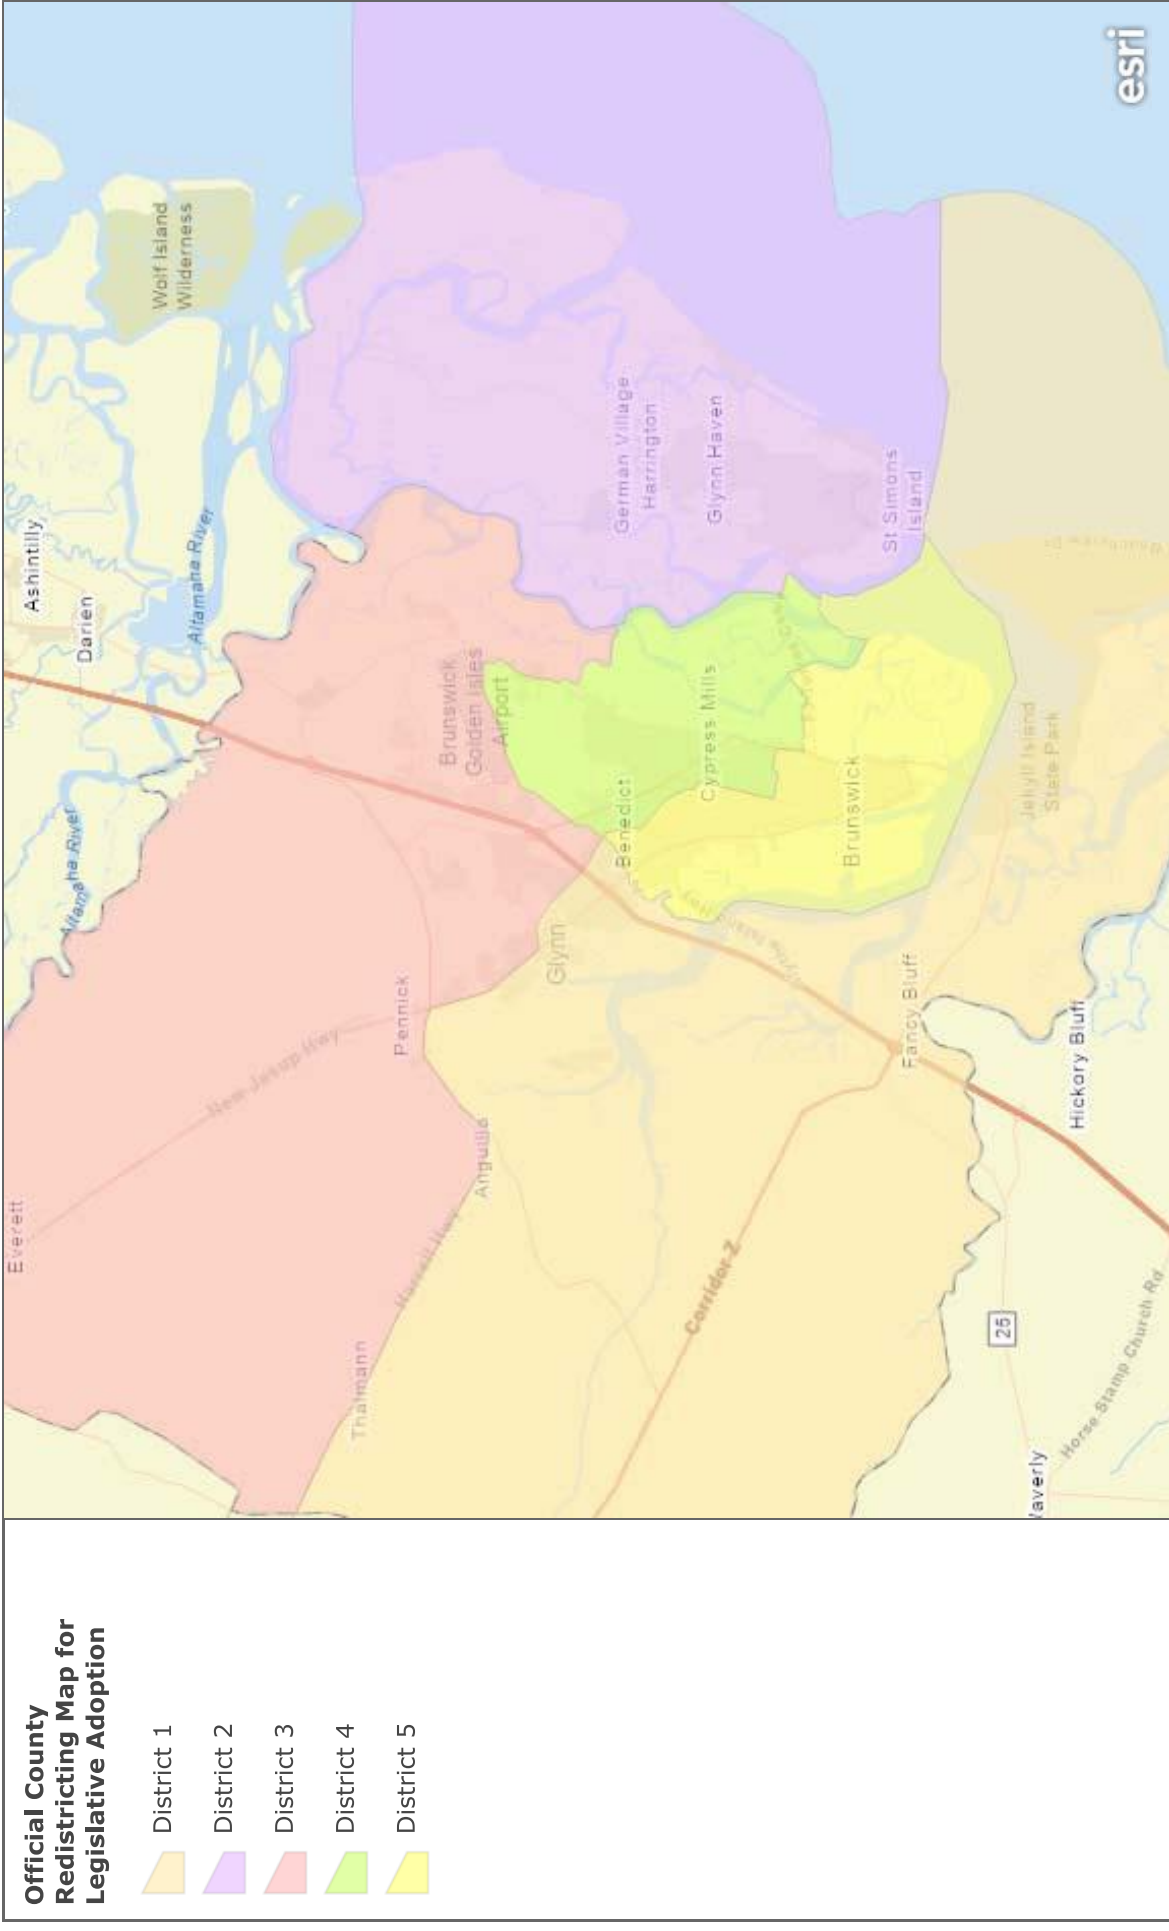 Official County
Redistricting Map for
Legislative Adoption
District 1
District 2
District 3
District 4
District 5
Everett
Ashintilly
Darien
Wolf Island
Wilderness
Altamaha River
Altamaha River
New Jesup Hwy
Pennick
Thalmann
Harrell Hwy
Anguilla
Brunswick
Golden Isles
Airport
Glynn
Benedict
German Village
Harrington
Glynn Haven
Cypress Mills
Corridor Z
Brunswick
St Simons
Island
Fancy Bluff
Jekyll Island
State Park
25
Hickory Bluff
Horse Stamp Church Rd
esri